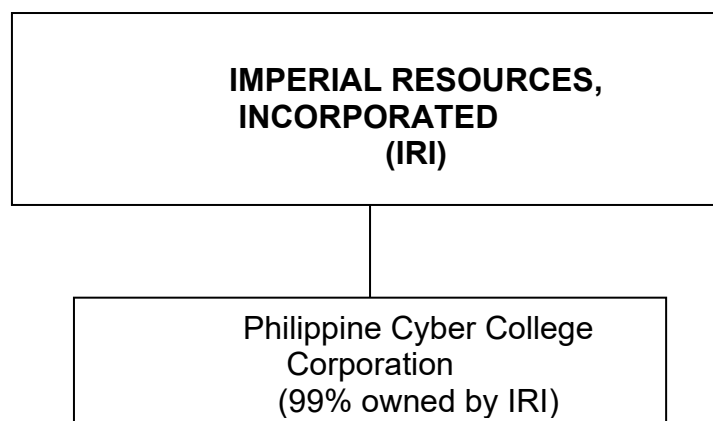 IMPERIAL RESOURCES,
INCORPORATED
(IRI)
Philippine Cyber College
Corporation
(99% owned by IRI)